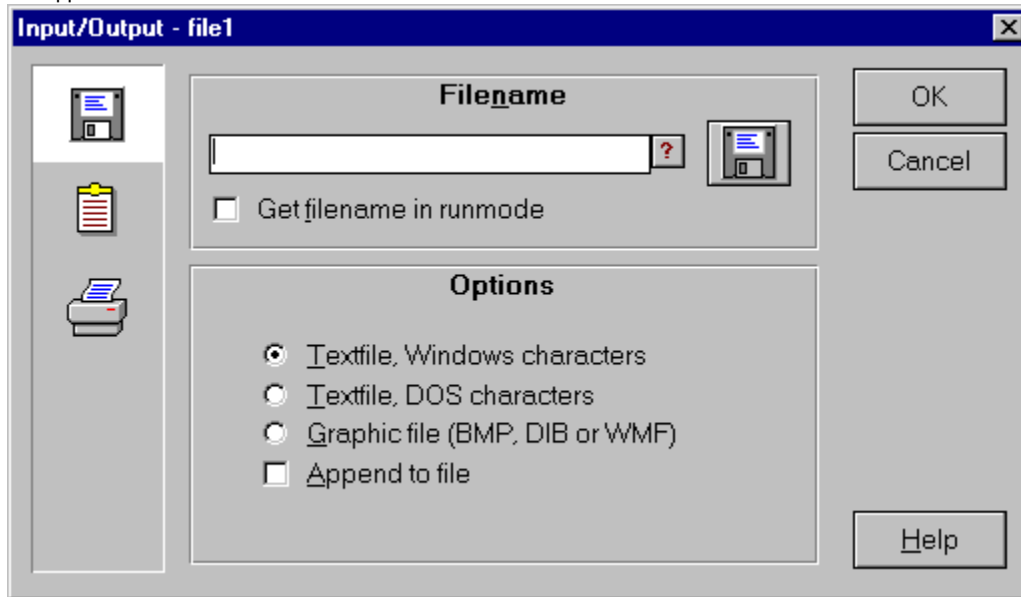 Input/Output - file1
Filename
?
Get filename in runmode
OK
Cancel
Options
Textfile, Windows characters
Textfile, DOS characters
Graphic file (BMP, DIB or WMF)
Append to file
Help